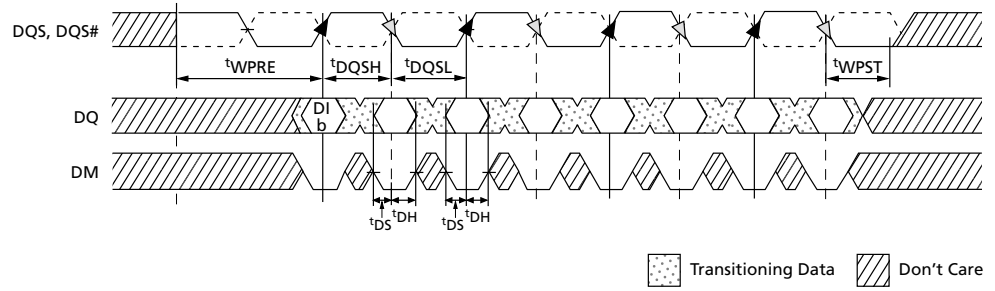 DQS, DQS#
tWPRE
tDQSH
tDQSL
tWPST
DQ
DI
b
DM
tDS
tDH
tDS
tDH
Transitioning Data
Don't Care